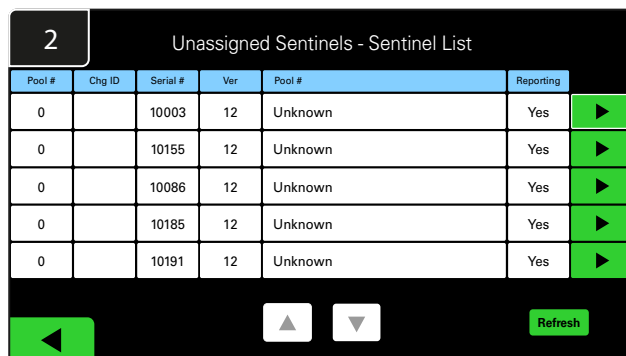 2
Unassigned Sentinels - Sentinel List
Pool # Chg ID Serial # Ver Pool # Reporting
0 10003 12 Unknown Yes
0 10155 12 Unknown Yes
0 10086 12 Unknown Yes
0 10185 12 Unknown Yes
0 10191 12 Unknown Yes
Refresh